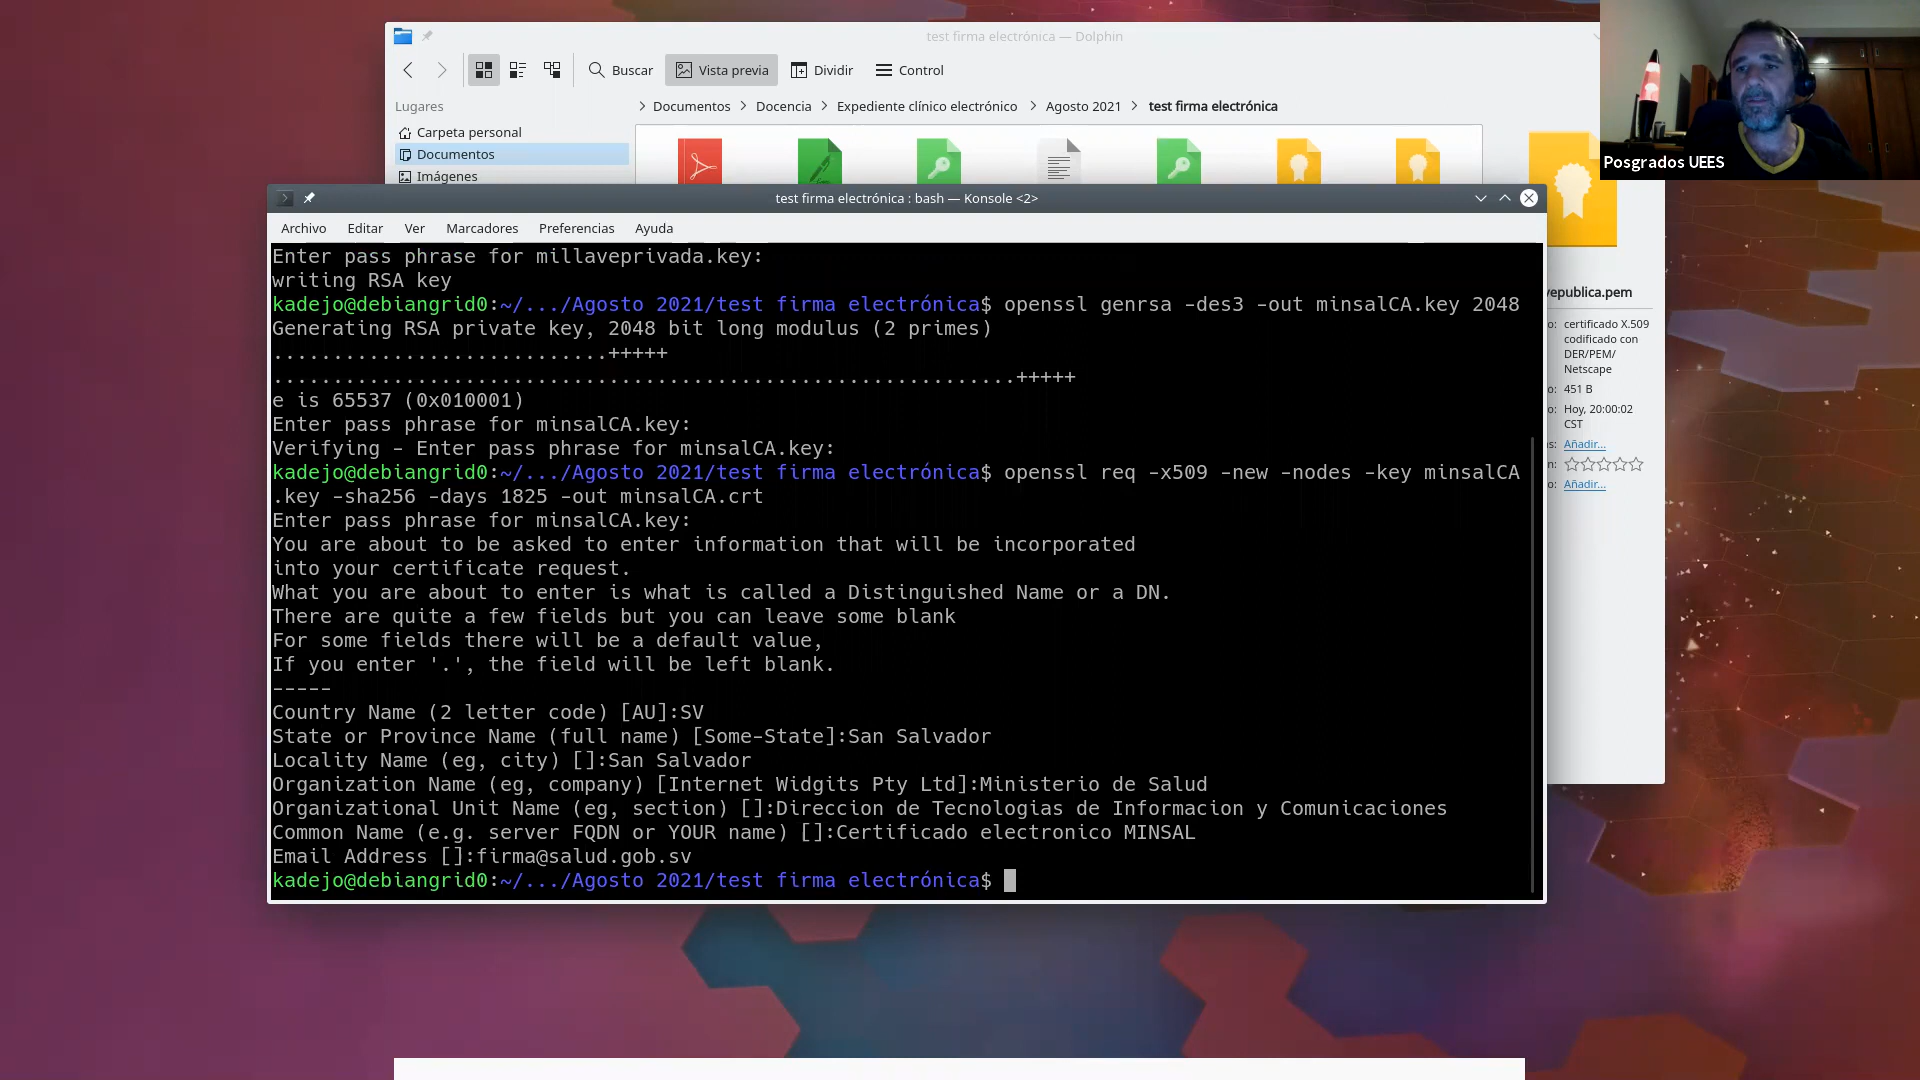 test firma electrónica — Dolphin
Buscar
Vista previa
Dividir
Control
Lugares
Documentos
Docencia
Expediente clínico electrónico
Agosto 2021
test firma electrónica
Carpeta personal
Documentos
Imágenes
Posgrados UEES
test firma electrónica : bash — Konsole <2>
Archivo Editar Ver Marcadores Preferencias Ayuda
Enter pass phrase for millaveprivada.key:
writing RSA key
kadejo@debiangrid0:~/.../Agosto 2021/test firma electrónica$ openssl genrsa -des3 -out minsalCA.key 2048
Generating RSA private key, 2048 bit long modulus (2 primes)
............................+++++
..............................................................+++++
e is 65537 (0x010001)
Enter pass phrase for minsalCA.key:
Verifying - Enter pass phrase for minsalCA.key:
kadejo@debiangrid0:~/.../Agosto 2021/test firma electrónica$ openssl req -x509 -new -nodes -key minsalCA
.key -sha256 -days 1825 -out minsalCA.crt
Enter pass phrase for minsalCA.key:
You are about to be asked to enter information that will be incorporated
into your certificate request.
What you are about to enter is what is called a Distinguished Name or a DN.
There are quite a few fields but you can leave some blank
For some fields there will be a default value,
If you enter '.', the field will be left blank.
-----
Country Name (2 letter code) [AU]:SV
State or Province Name (full name) [Some-State]:San Salvador
Locality Name (eg, city) []:San Salvador
Organization Name (eg, company) [Internet Widgits Pty Ltd]:Ministerio de Salud
Organizational Unit Name (eg, section) []:Direccion de Tecnologias de Informacion y Comunicaciones
Common Name (e.g. server FQDN or YOUR name) []:Certificado electronico MINSAL
Email Address []:firma@salud.gob.sv
kadejo@debiangrid0:~/.../Agosto 2021/test firma electrónica$
vepublica.pem
o: certificado X.509
codificado con
DER/PEM/
Netscape
o: 451 B
o: Hoy, 20:00:02
CST
as: Añadir...
n:
o: Añadir...